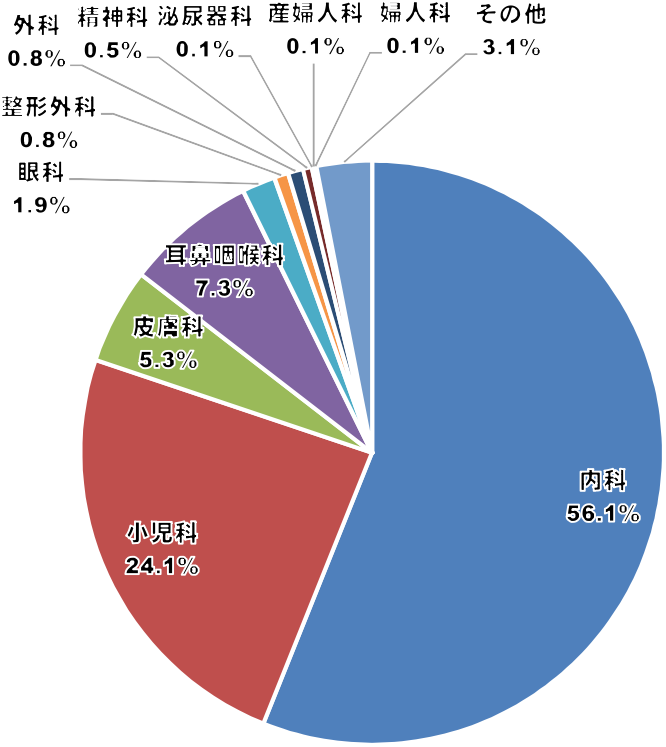 外科
0.8%
精神科
0.5%
泌尿器科
0.1%
産婦人科
0.1%
婦人科
0.1%
その他
3.1%
整形外科
0.8%
眼科
1.9%
耳鼻咽喉科
7.3%
皮膚科
5.3%
内科
56.1%
小児科
24.1%